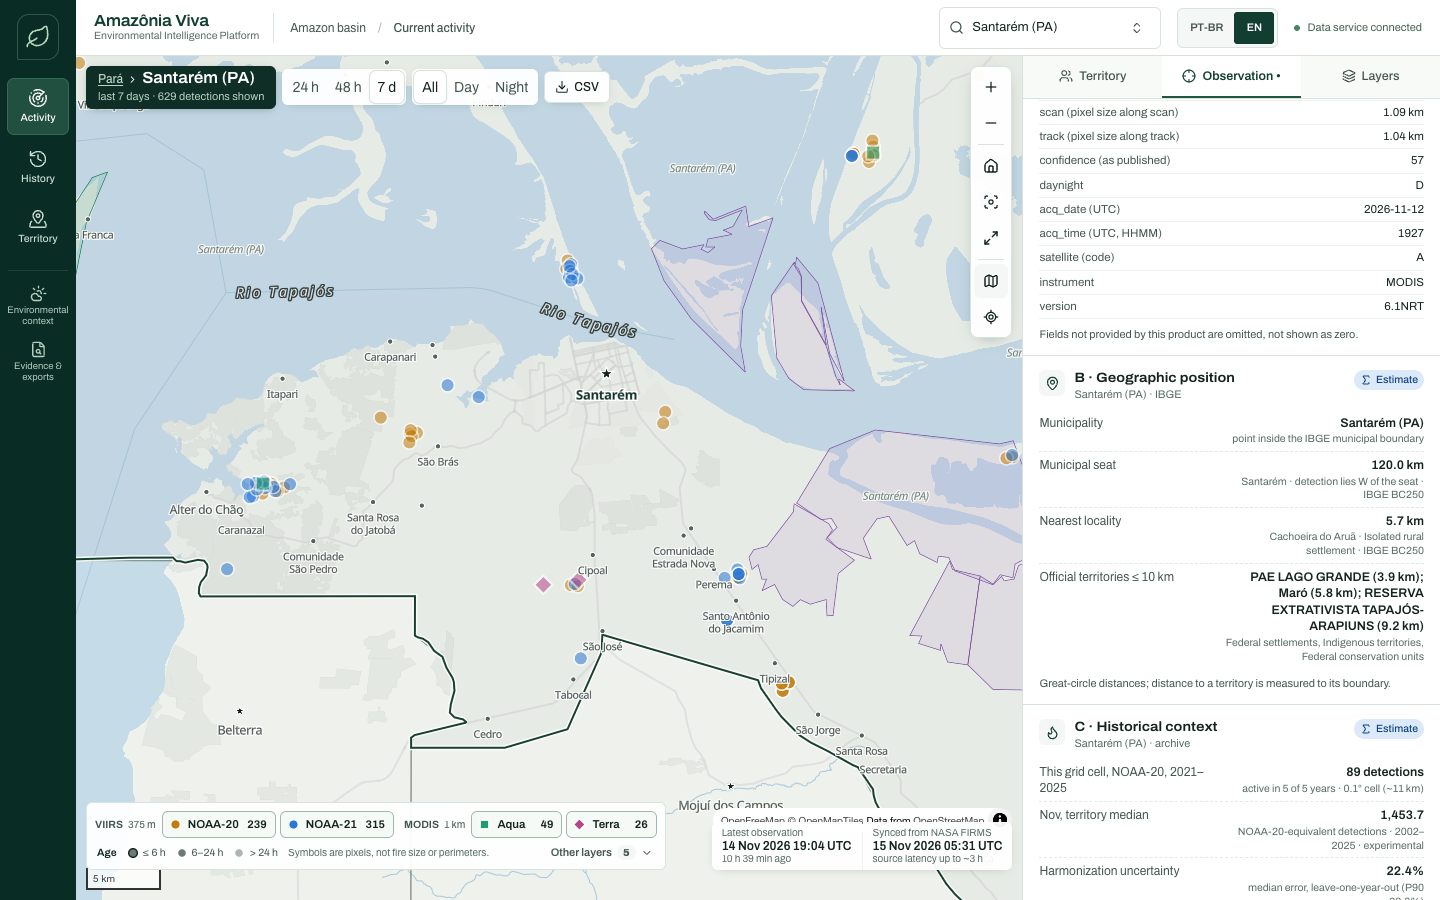 Amazônia Viva
Environmental Intelligence Platform
Amazon basin / Current activity
Santarém (PA)
PT-BR EN
Data service connected
Activity
History
Territory
Environmental context
Evidence & exports
Pará › Santarém (PA)
last 7 days · 629 detections shown
24 h 48 h 7 d
All Day Night
CSV
Santarém (PA)
Santarém (PA)
a Franca
Rio Tapajós
Rio Tapajós
Carapanari
Santarém
Itapari
São Brás
Santarém (PA)
Alter do Chão
Caranazal
Santa Rosa
do Jatobá
Comunidade
São Pedro
Comunidade
Estrada Nova
Cipoal
Perema
Santo Antônio
do Jacamim
São José
Tabocal
Tipizal
Belterra
Cedro
São Jorge
Santa Rosa
Secretaria
Mojuí dos Campos
VIIRS 375 m NOAA-20 239 NOAA-21 315 MODIS 1 km Aqua 49 Terra 26
Age ≤ 6 h 6–24 h > 24 h Symbols are pixels, not fire size or perimeters. Other layers 5
5 km
OpenFreeMap © OpenMapTiles Data from OpenStreetMap
Latest observation
14 Nov 2026 19:04 UTC
10 h 39 min ago
Synced from NASA FIRMS
15 Nov 2026 05:31 UTC
source latency up to ~3 h
Territory Observation • Layers
scan (pixel size along scan) 1.09 km
track (pixel size along track) 1.04 km
confidence (as published) 57
daynight D
acq_date (UTC) 2026-11-12
acq_time (UTC, HHMM) 1927
satellite (code) A
instrument MODIS
version 6.1NRT
Fields not provided by this product are omitted, not shown as zero.
B · Geographic position
Santarém (PA) · IBGE
Σ Estimate
Municipality Santarém (PA)
point inside the IBGE municipal boundary
Municipal seat 120.0 km
Santarém · detection lies W of the seat ·
IBGE BC250
Nearest locality 5.7 km
Cachoeira do Aruã · Isolated rural
settlement · IBGE BC250
Official territories ≤ 10 km PAE LAGO GRANDE (3.9 km);
Maró (5.8 km); RESERVA
EXTRATIVISTA TAPAJÓS-
ARAPIUNS (9.2 km)
Federal settlements, Indigenous territories,
Federal conservation units
Great-circle distances; distance to a territory is measured to its boundary.
C · Historical context
Santarém (PA) · archive
Σ Estimate
This grid cell, NOAA-20, 2021–
2025
89 detections
active in 5 of 5 years · 0.1° cell (~11 km)
Nov, territory median 1,453.7
NOAA-20-equivalent detections · 2002–
2025 · experimental
Harmonization uncertainty 22.4%
median error, leave-one-year-out (P90